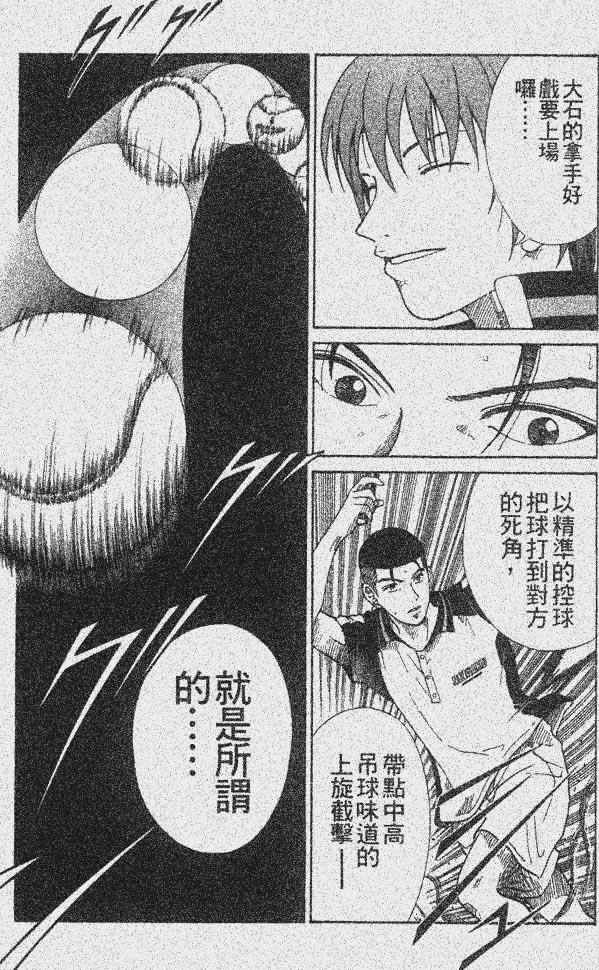 大石的拿手好
戲要上場
囉……
以精準的控球
把球打到對方
的死角，
帶點中高
吊球味道的
上旋截擊——
就是所謂
的……